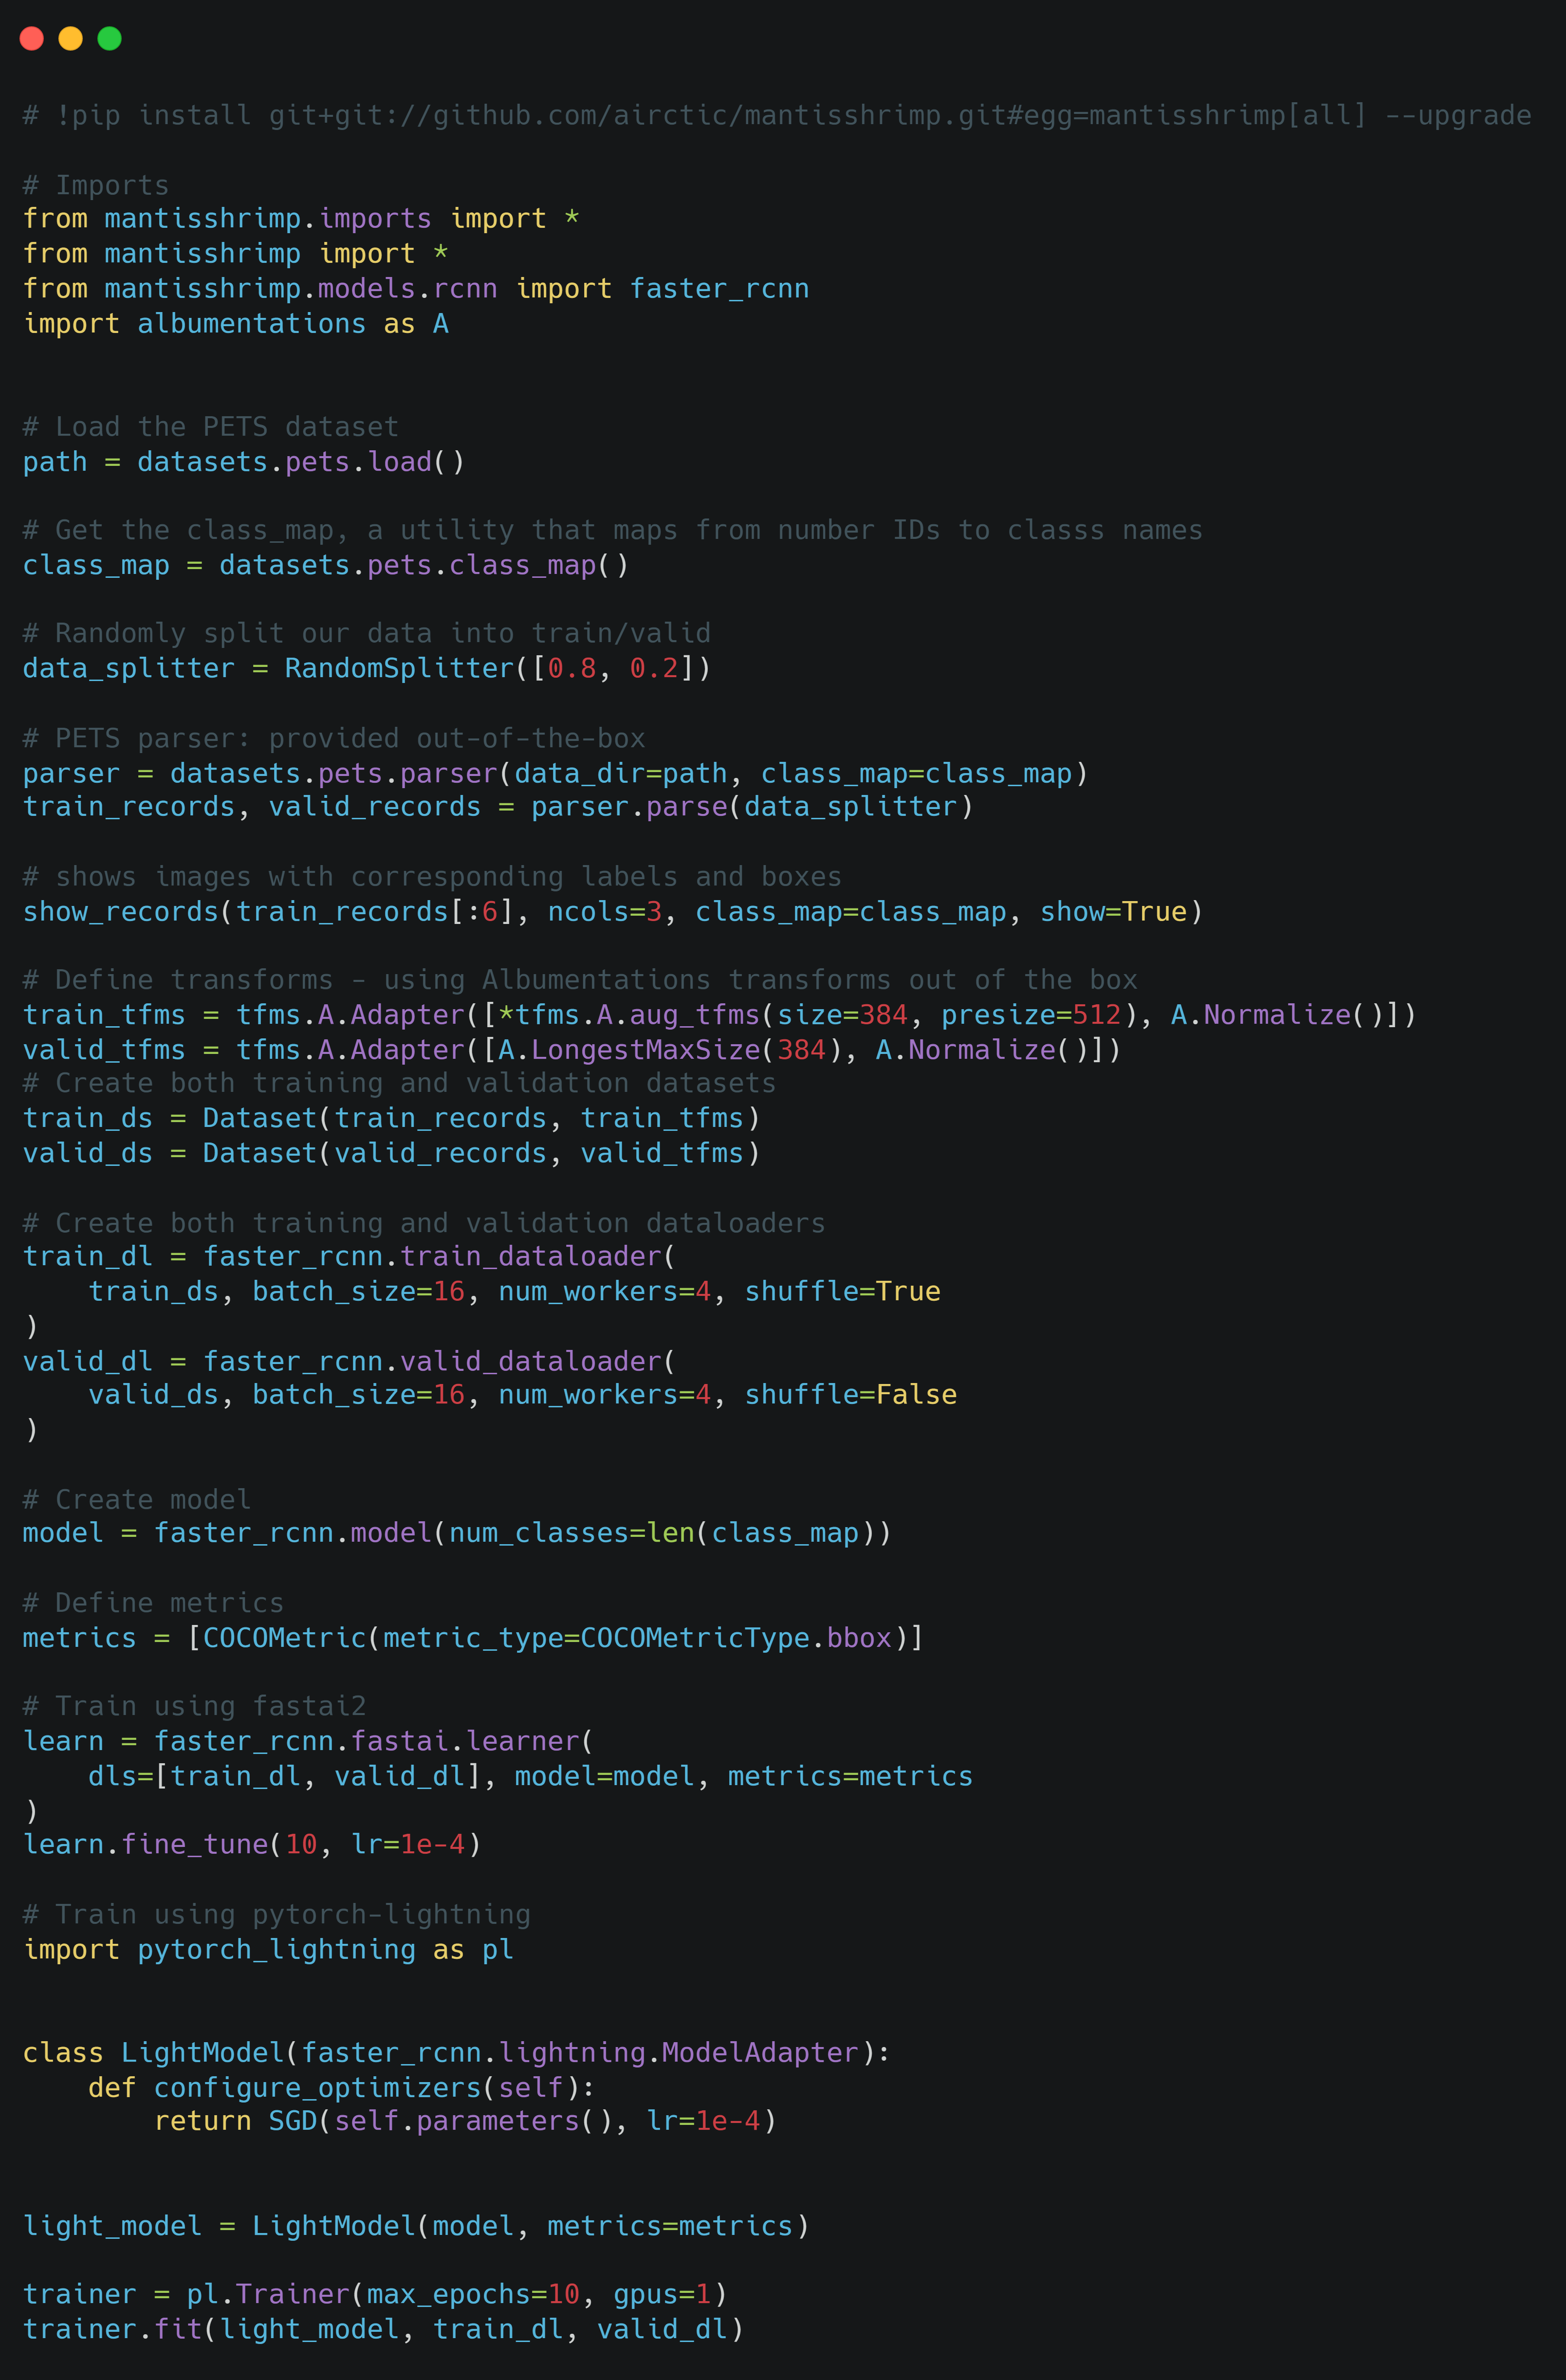 # !pip install git+git://github.com/airctic/mantisshrimp.git#egg=mantisshrimp[all] --upgrade
# Imports
from mantisshrimp.imports import *
from mantisshrimp import *
from mantisshrimp.models.rcnn import faster_rcnn
import albumentations as A
# Load the PETS dataset
path = datasets.pets.load()
# Get the class_map, a utility that maps from number IDs to classs names
class_map = datasets.pets.class_map()
# Randomly split our data into train/valid
data_splitter = RandomSplitter([0.8, 0.2])
# PETS parser: provided out-of-the-box
parser = datasets.pets.parser(data_dir=path, class_map=class_map)
train_records, valid_records = parser.parse(data_splitter)
# shows images with corresponding labels and boxes
show_records(train_records[:6], ncols=3, class_map=class_map, show=True)
# Define transforms - using Albumentations transforms out of the box
train_tfms = tfms.A.Adapter([*tfms.A.aug_tfms(size=384, presize=512), A.Normalize()])
valid_tfms = tfms.A.Adapter([A.LongestMaxSize(384), A.Normalize()])
# Create both training and validation datasets
train_ds = Dataset(train_records, train_tfms)
valid_ds = Dataset(valid_records, valid_tfms)
# Create both training and validation dataloaders
train_dl = faster_rcnn.train_dataloader(
    train_ds, batch_size=16, num_workers=4, shuffle=True
)
valid_dl = faster_rcnn.valid_dataloader(
    valid_ds, batch_size=16, num_workers=4, shuffle=False
)
# Create model
model = faster_rcnn.model(num_classes=len(class_map))
# Define metrics
metrics = [COCOMetric(metric_type=COCOMetricType.bbox)]
# Train using fastai2
learn = faster_rcnn.fastai.learner(
    dls=[train_dl, valid_dl], model=model, metrics=metrics
)
learn.fine_tune(10, lr=1e-4)
# Train using pytorch-lightning
import pytorch_lightning as pl
class LightModel(faster_rcnn.lightning.ModelAdapter):
    def configure_optimizers(self):
        return SGD(self.parameters(), lr=1e-4)
light_model = LightModel(model, metrics=metrics)
trainer = pl.Trainer(max_epochs=10, gpus=1)
trainer.fit(light_model, train_dl, valid_dl)